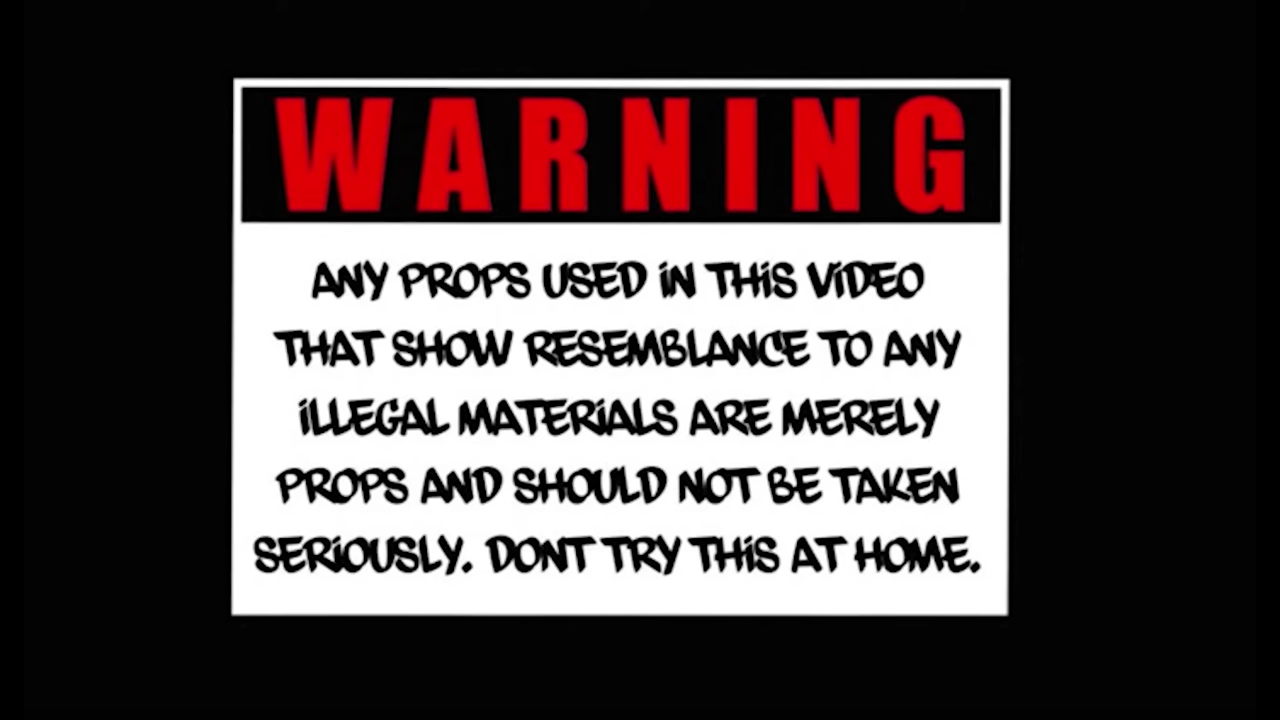 WARNING
ANY PROPS USED iN THiS ViDEO
THAT SHOW RESEMBLANCE TO ANY
iLLEGAL MATERiALS ARE MERELY
PROPS AND SHOULD NOT BE TAKEN
SERiOUSLY. DONT TRY THiS AT HOME.